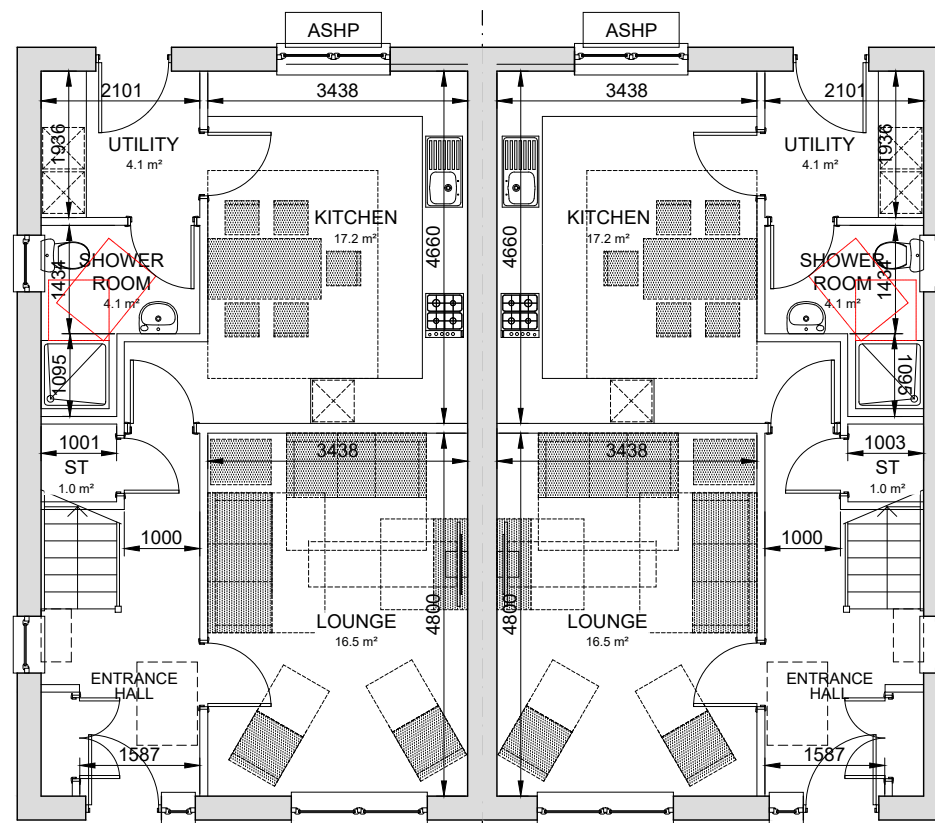 ASHP
ASHP
2101
3438
3438
2101
1936
UTILITY
4.1 m²
UTILITY
4.1 m²
1936
KITCHEN
17.2 m²
KITCHEN
17.2 m²
4660
4660
1434
SHOWER
ROOM
4.1 m²
SHOWER
ROOM
4.1 m²
1434
1095
1095
1001
ST
1.0 m²
3438
3438
1003
ST
1.0 m²
1000
1000
LOUNGE
16.5 m²
4800
4800
LOUNGE
16.5 m²
ENTRANCE
HALL
ENTRANCE
HALL
1587
1587